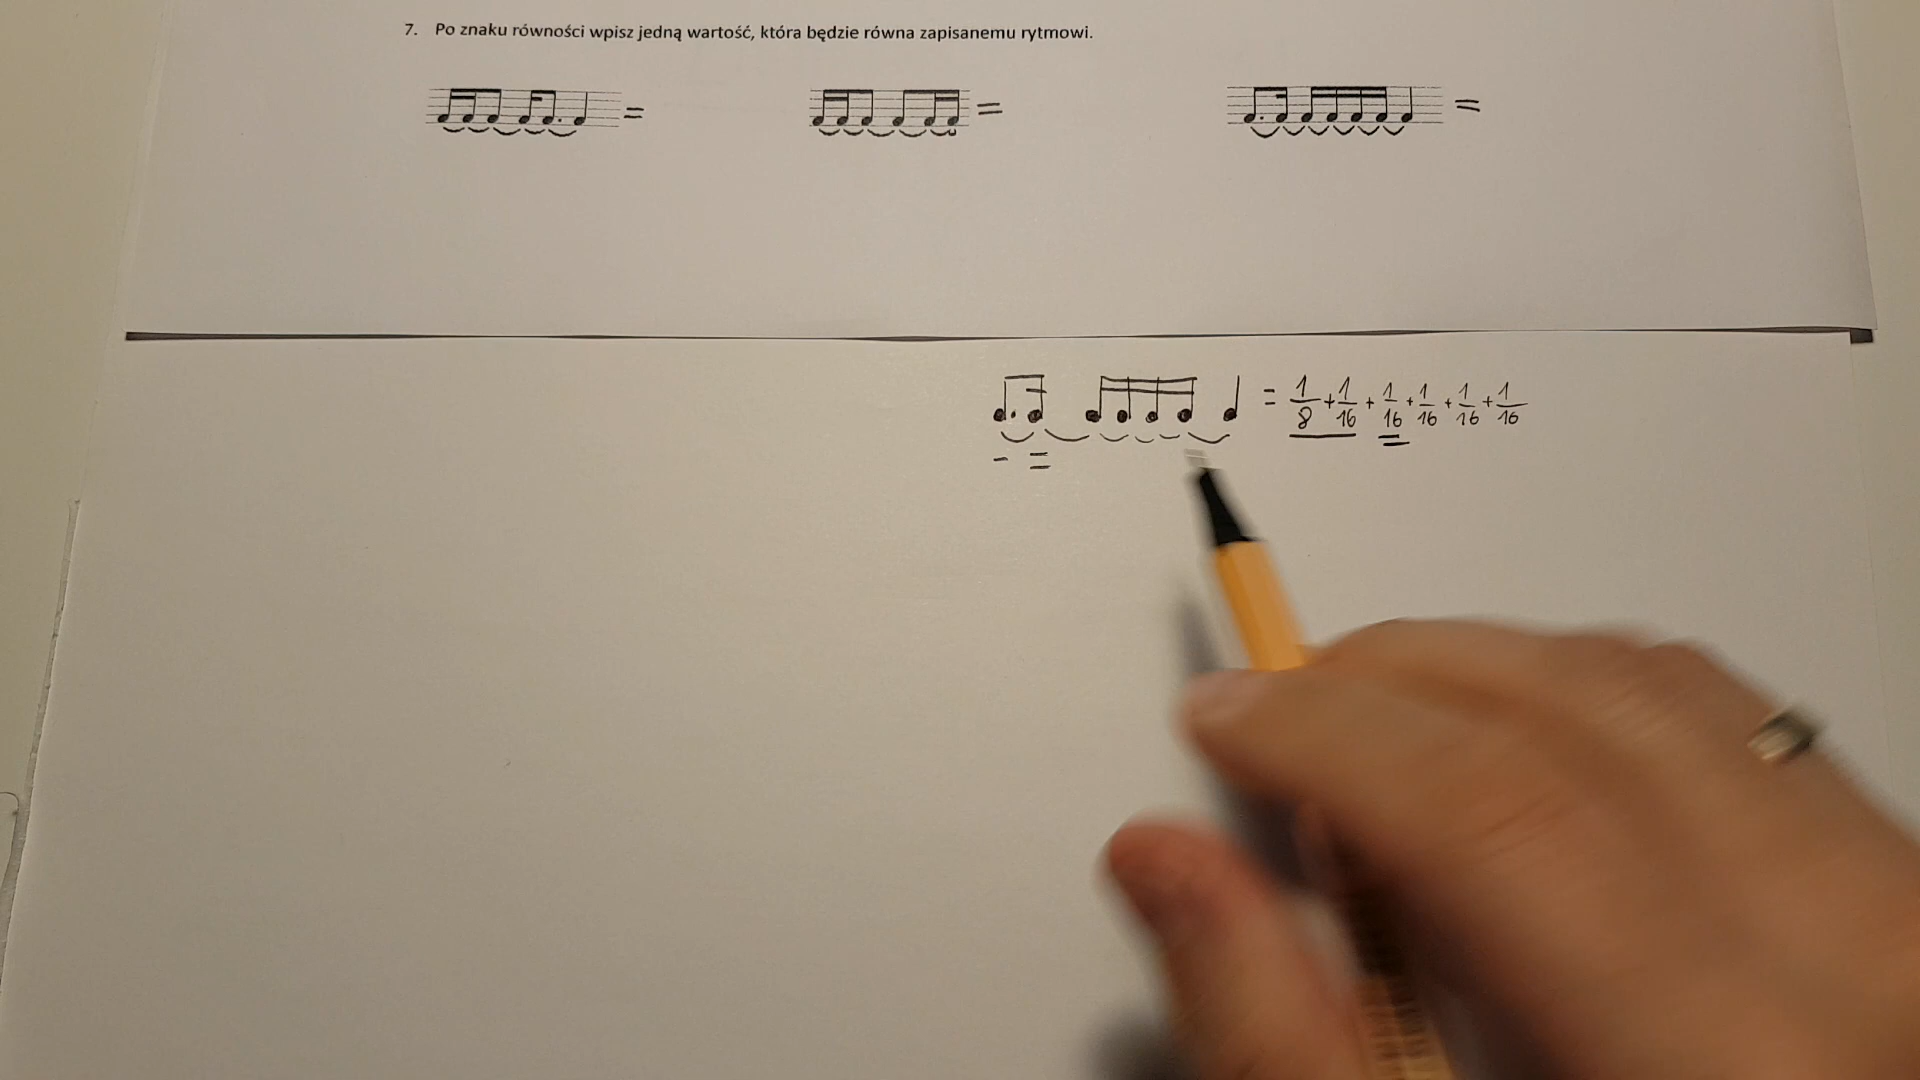 7. Po znaku równości wpisz jedną wartość, która będzie równa zapisanemu rytmowi.
= = =
= 1/8 + 1/16 + 1/16 + 1/16 + 1/16 + 1/16